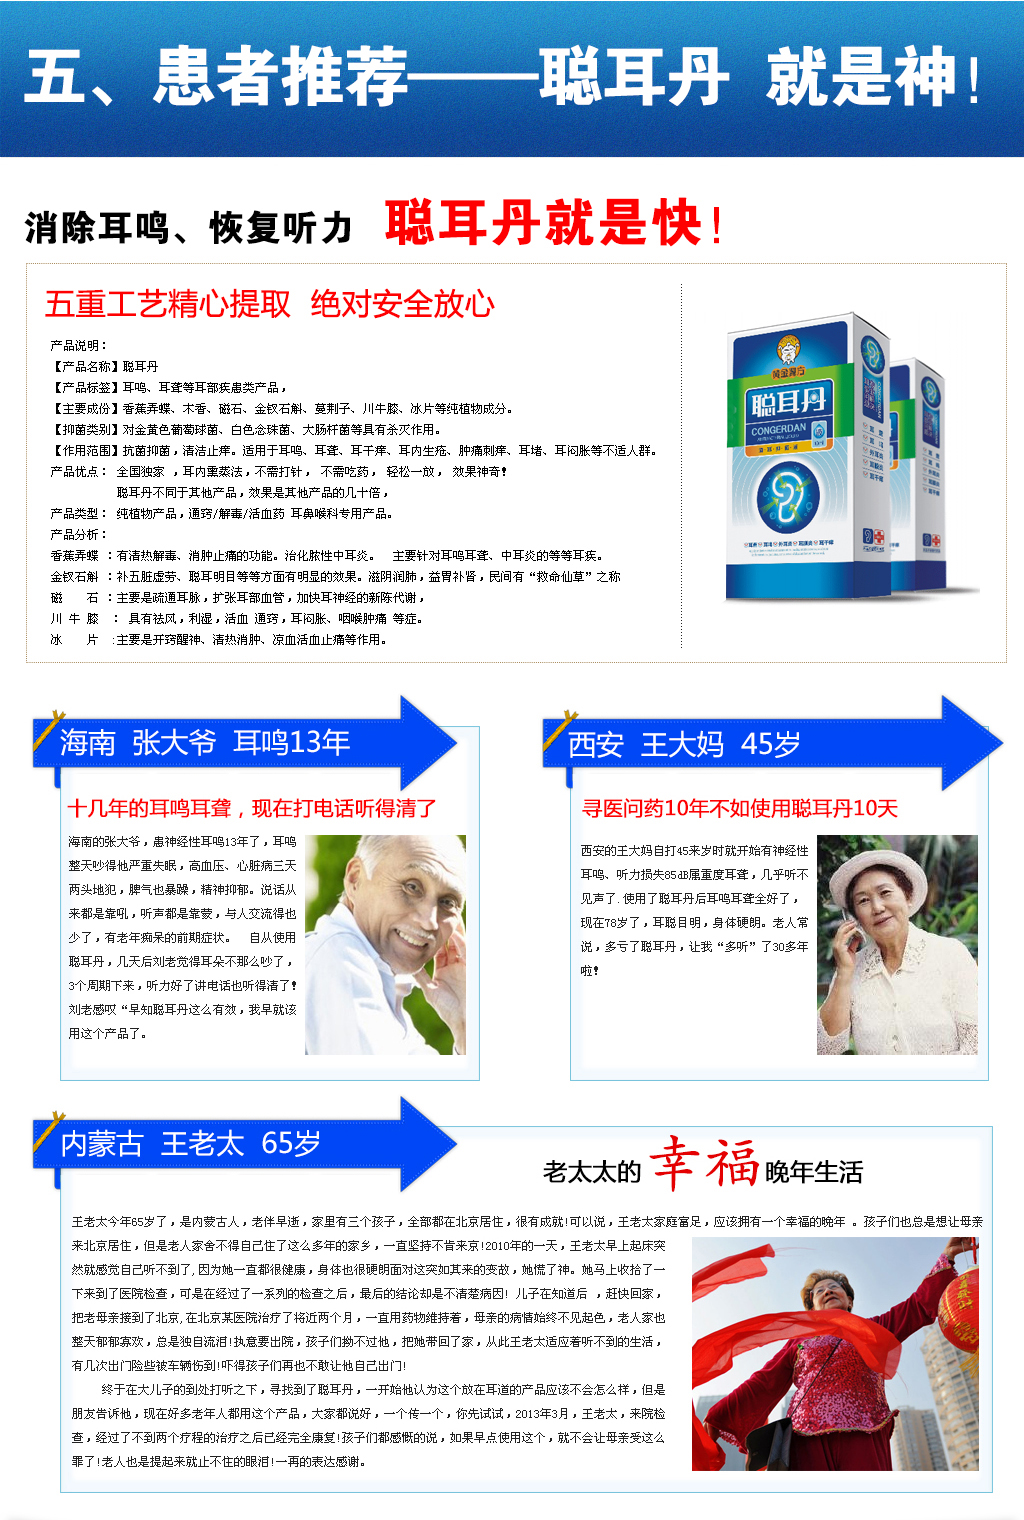 五、患者推荐——聪耳丹 就是神！
消除耳鸣、恢复听力 聪耳丹就是快！
五重工艺精心提取 绝对安全放心
产品说明：
【产品名称】聪耳丹
【产品标签】耳鸣、耳聋等耳部疾患类产品，
【主要成份】香蕉弄蝶、木香、磁石、金钗石斛、蔓荆子、川牛膝、冰片等纯植物成分。
【抑菌类别】对金黄色葡萄球菌、白色念珠菌、大肠杆菌等具有杀灭作用。
【作用范围】抗菌抑菌，清洁止痒。适用于耳鸣、耳聋、耳干痒、耳内生疮、肿痛刺痒、耳堵、耳闷胀等不适人群。
产品优点： 全国独家 ，耳内熏蒸法，不需打针， 不需吃药， 轻松一放， 效果神奇！
聪耳丹不同于其他产品，效果是其他产品的几十倍，
产品类型： 纯植物产品，通窍/解毒/活血药 耳鼻喉科专用产品。
产品分析：
香蕉弄蝶 ：有清热解毒、消肿止痛的功能。治化脓性中耳炎。 主要针对耳鸣耳聋、中耳炎的等等耳疾。
金钗石斛 ：补五脏虚劳、聪耳明目等等方面有明显的效果。滋阴润肺，益胃补肾，民间有“救命仙草”之称
磁 石 ：主要是疏通耳脉，扩张耳部血管，加快耳神经的新陈代谢，
川 牛 膝 ： 具有祛风，利湿，活血 通窍，耳闷胀、咽喉肿痛 等症。
冰 片 :主要是开窍醒神、清热消肿、凉血活血止痛等作用。
黄金渥方
聪耳丹
CONGERDAN
海南 张大爷 耳鸣13年
十几年的耳鸣耳聋，现在打电话听得清了
海南的张大爷，患神经性耳鸣13年了，耳鸣
整天吵得他严重失眠，高血压、心脏病三天
两头地犯，脾气也暴躁，精神抑郁。说话从
来都是靠吼，听声都是靠蒙，与人交流得也
少了，有老年痴呆的前期症状。 自从使用
聪耳丹，几天后刘老觉得耳朵不那么吵了，
3个周期下来，听力好了讲电话也听得清了！
刘老感叹“早知聪耳丹这么有效，我早就该
用这个产品了。
西安 王大妈 45岁
寻医问药10年不如使用聪耳丹10天
西安的王大妈自打45来岁时就开始有神经性
耳鸣、听力损失85dB属重度耳聋，几乎听不
见声了.使用了聪耳丹后耳鸣耳聋全好了，
现在78岁了，耳聪目明，身体硬朗。老人常
说，多亏了聪耳丹，让我“多听”了30多年
啦！
内蒙古 王老太 65岁
老太太的幸福晚年生活
王老太今年65岁了，是内蒙古人，老伴早逝，家里有三个孩子，全部都在北京居住，很有成就!可以说，王老太家庭富足，应该拥有一个幸福的晚年 。孩子们也总是想让母亲
来北京居住，但是老人家舍不得自己住了这么多年的家乡，一直坚持不肯来京!2010年的一天，王老太早上起床突
然就感觉自己听不到了,因为她一直都很健康，身体也很硬朗面对这突如其来的变故，她慌了神。她马上收拾了一
下来到了医院检查，可是在经过了一系列的检查之后，最后的结论却是不清楚病因! 儿子在知道后 ，赶快回家，
把老母亲接到了北京,在北京某医院治疗了将近两个月，一直用药物维持着，母亲的病情始终不见起色，老人家也
整天郁郁寡欢，总是独自流泪!执意要出院，孩子们拗不过他，把她带回了家，从此王老太适应着听不到的生活，
有几次出门险些被车辆伤到!吓得孩子们再也不敢让他自己出门!
终于在大儿子的到处打听之下，寻找到了聪耳丹，一开始他认为这个放在耳道的产品应该不会怎么样，但是
朋友告诉他，现在好多老年人都用这个产品，大家都说好，一个传一个，你先试试，2013年3月，王老太，来院检
查，经过了不到两个疗程的治疗之后已经完全康复!孩子们都感慨的说，如果早点使用这个，就不会让母亲受这么
罪了!老人也是提起来就止不住的眼泪!一再的表达感谢。